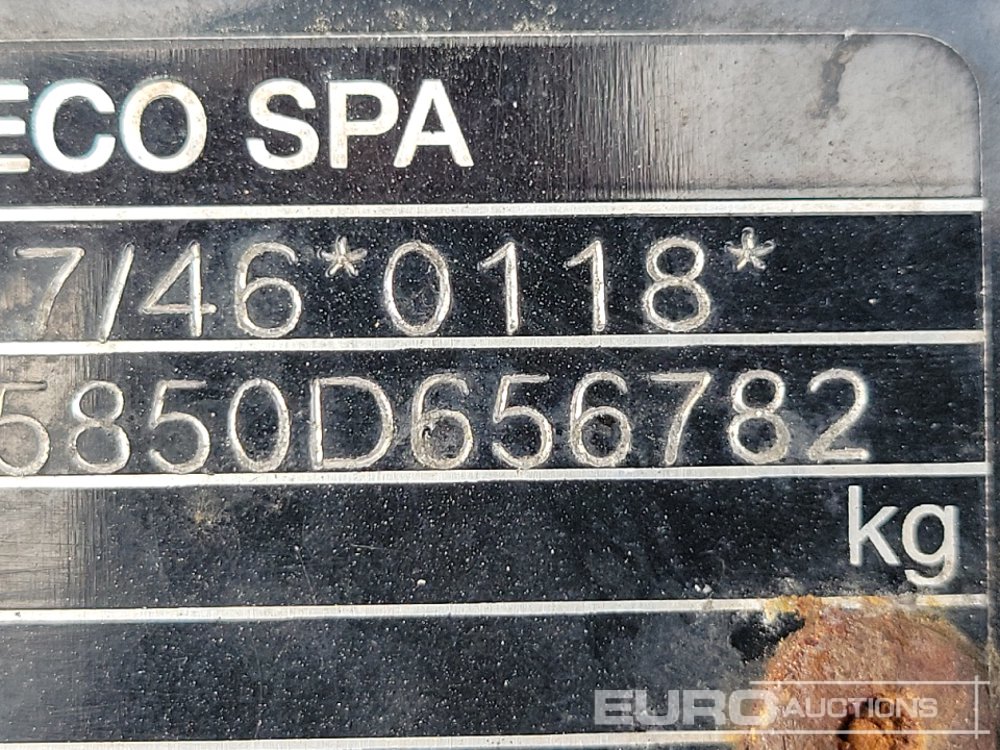 ECO SPA
7/46*0118*
5850D656782
kg
EURO AUCTIONS